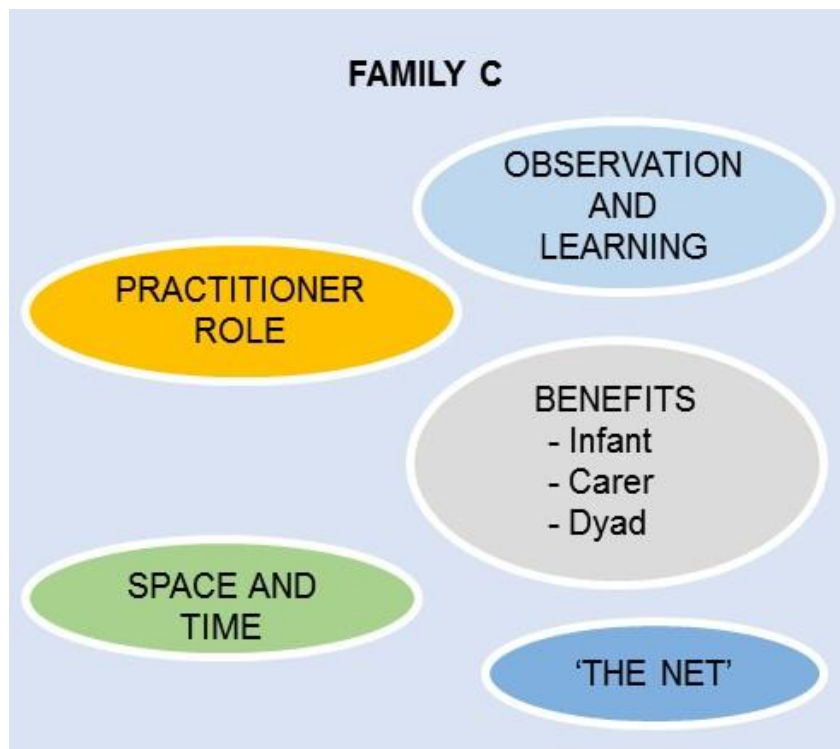 FAMILY C
OBSERVATION
AND
LEARNING
PRACTITIONER
ROLE
BENEFITS
- Infant
- Carer
- Dyad
SPACE AND
TIME
‘THE NET’